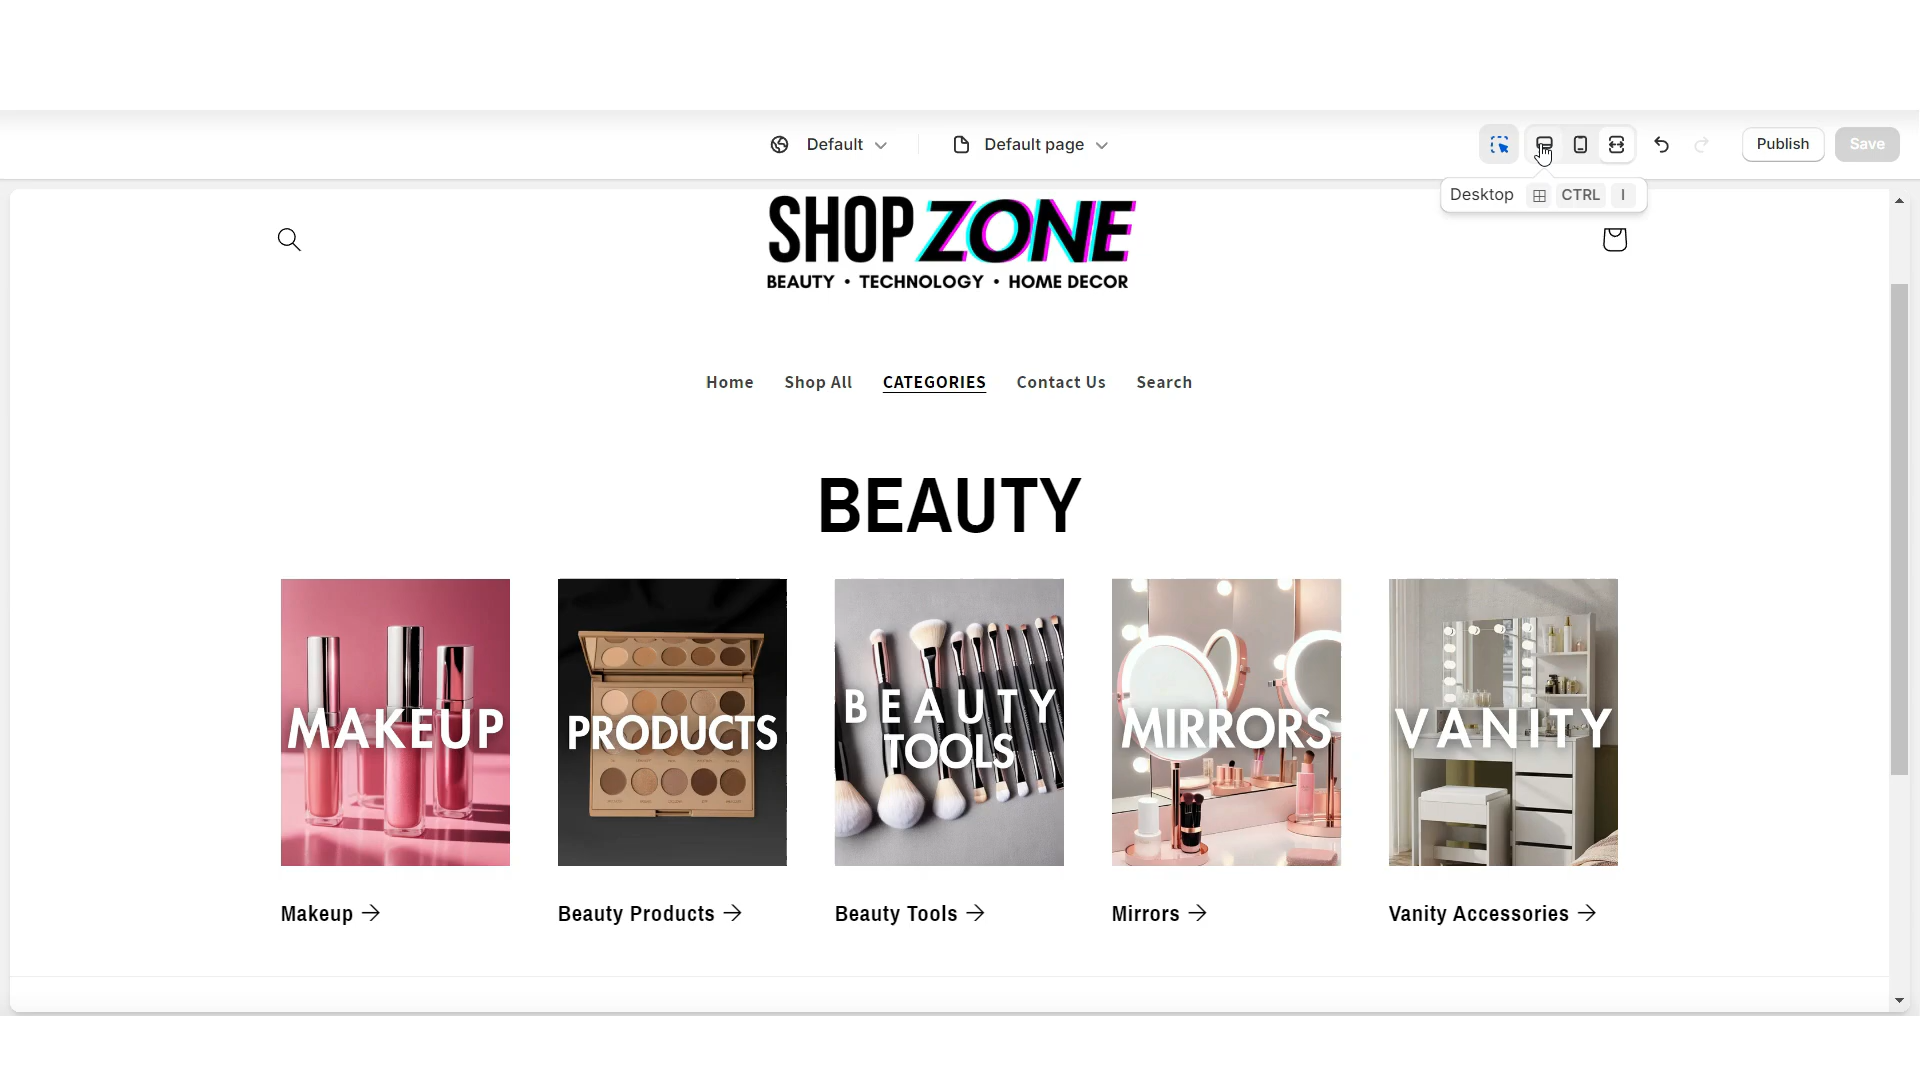 Default
Default page
Publish
Save
Desktop CTRL I
SHOP ZONE
BEAUTY • TECHNOLOGY • HOME DECOR
Home Shop All CATEGORIES Contact Us Search
BEAUTY
MAKEUP
PRODUCTS
BEAUTY
TOOLS
MIRRORS
VANITY
Makeup →
Beauty Products →
Beauty Tools →
Mirrors →
Vanity Accessories →